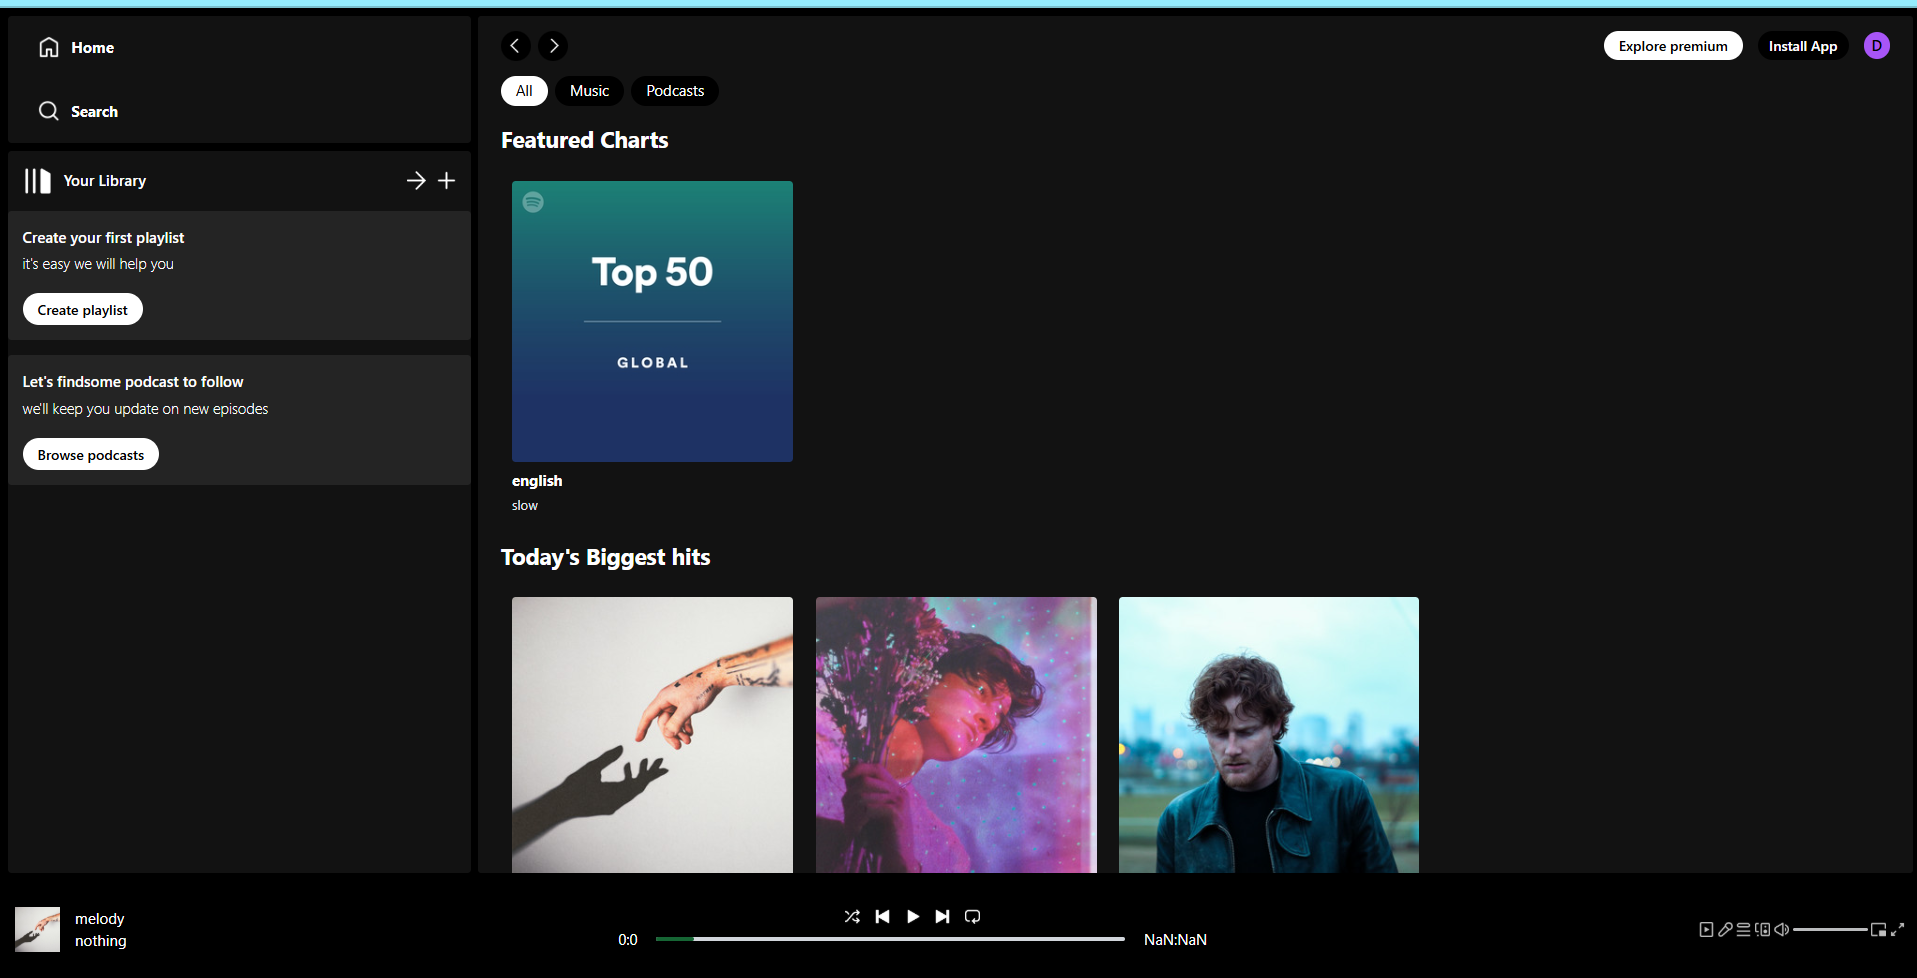 Home
Search
Your Library
Create your first playlist
it's easy we will help you
Create playlist
Let's findsome podcast to follow
we'll keep you update on new episodes
Browse podcasts
Explore premium
Install App
D
All
Music
Podcasts
Featured Charts
Top 50
GLOBAL
english
slow
Today's Biggest hits
melody
nothing
0:0
NaN:NaN